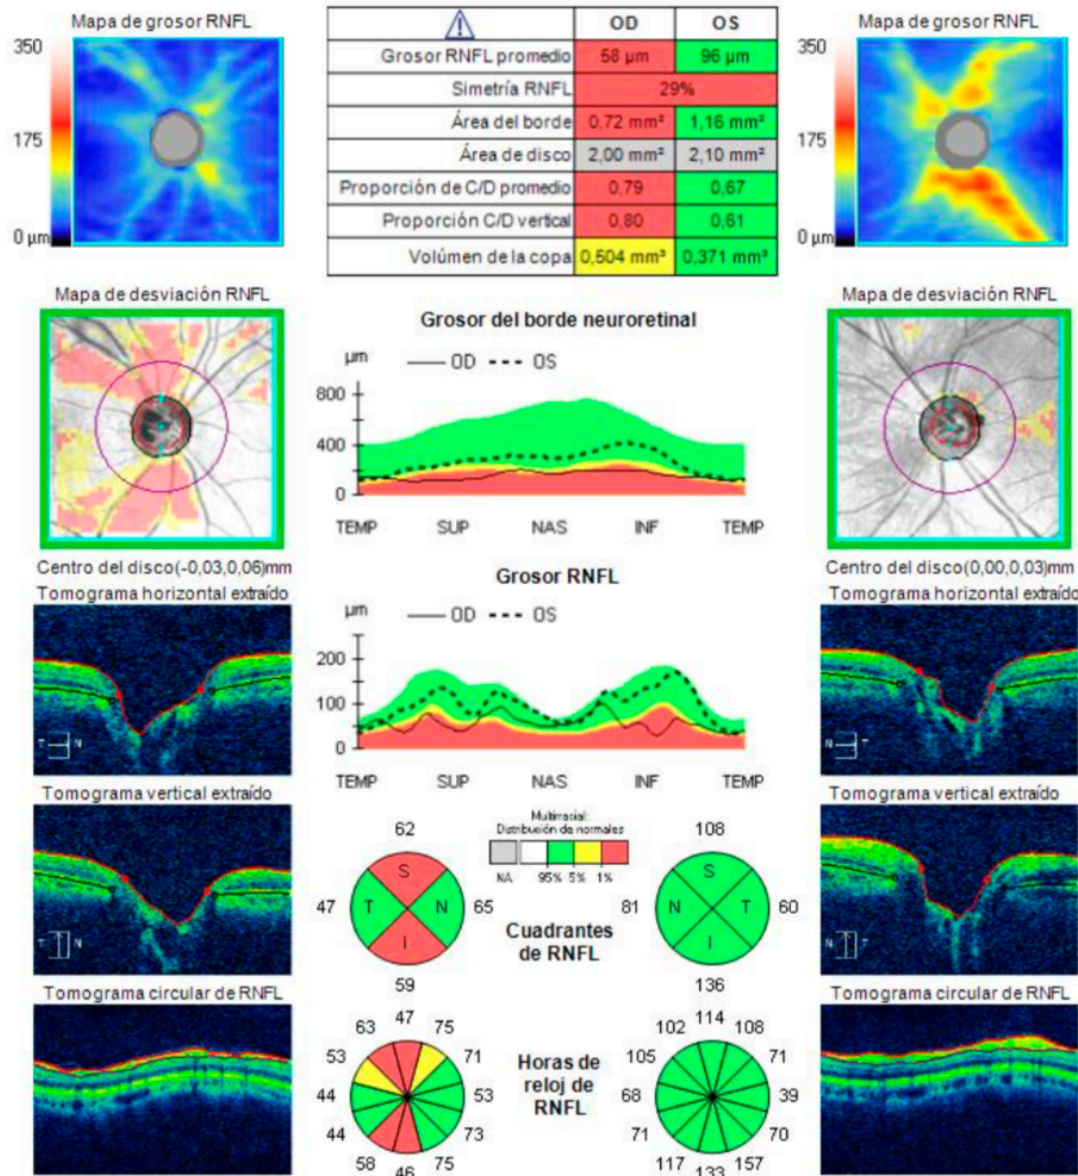 Mapa de grosor RNFL
350
175
0 µm
OD OS
Grosor RNFL promedio 58 µm 96 µm
Simetría RNFL 29%
Área del borde 0,72 mm² 1,16 mm²
Área de disco 2,00 mm² 2,10 mm²
Proporción de C/D promedio 0,79 0,67
Proporción C/D vertical 0,80 0,61
Volúmen de la copa 0,504 mm³ 0,371 mm³
Mapa de grosor RNFL
350
175
0 µm
Mapa de desviación RNFL
Centro del disco(-0,03,0,06)mm
Grosor del borde neuroretinal
µm
OD OS
800
400
0
TEMP SUP NAS INF TEMP
Mapa de desviación RNFL
Centro del disco(0,00,0,03)mm
Tomograma horizontal extraído
T N
Grosor RNFL
µm
OD OS
200
100
0
TEMP SUP NAS INF TEMP
Tomograma horizontal extraído
N T
Tomograma vertical extraído
T N
Multirracial:
Distribución de normales
NA 95% 5% 1%
62
S
47 T N 65
I
59
Cuadrantes
de RNFL
108
S
81 N T 60
I
136
Tomograma vertical extraído
Tomograma circular de RNFL
47
63 75
53 71
44 53
44 73
58 75
46
Horas de
reloj de
RNFL
114
102 108
105 71
68 39
71 70
117 157
133
Tomograma circular de RNFL